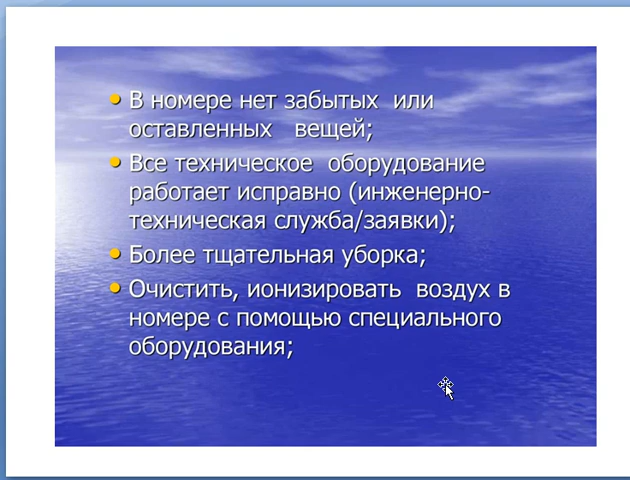 В номере нет забытых или
оставленных вещей;
Все техническое оборудование
работает исправно (инженерно-
техническая служба/заявки);
Более тщательная уборка;
Очистить, ионизировать воздух в
номере с помощью специального
оборудования;